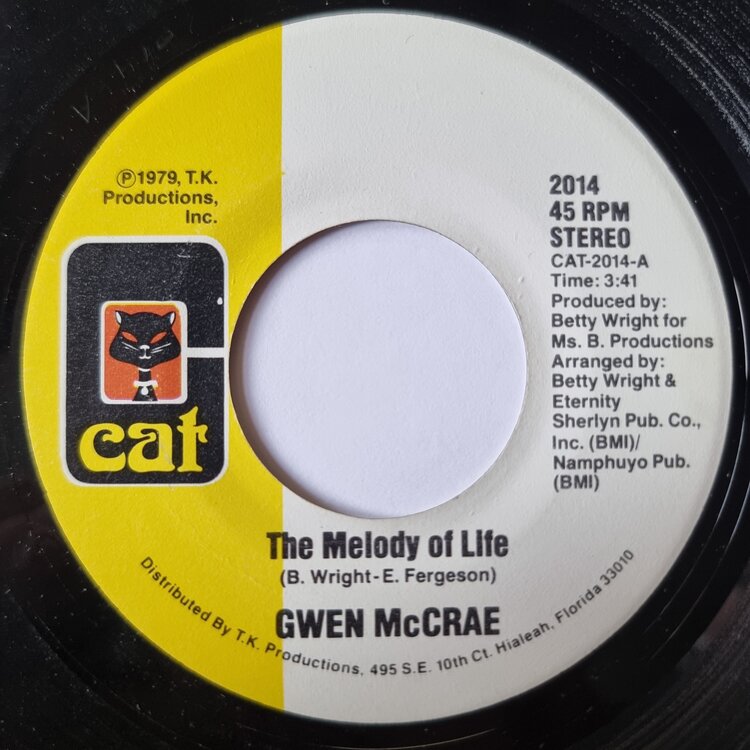 ℗1979, T.K.
Productions,
Inc.
cat
2014
45 RPM
STEREO
CAT-2014-A
Time: 3:41
Produced by:
Betty Wright for
Ms. B. Productions
Arranged by:
Betty Wright &
Eternity
Sherlyn Pub. Co.,
Inc. (BMI)/
Namphuyo Pub.
(BMI)
The Melody of Life
(B. Wright-E. Fergeson)
GWEN McCRAE
Distributed By T.K. Productions, 495 S.E. 10th Ct. Hialeah, Florida 33010